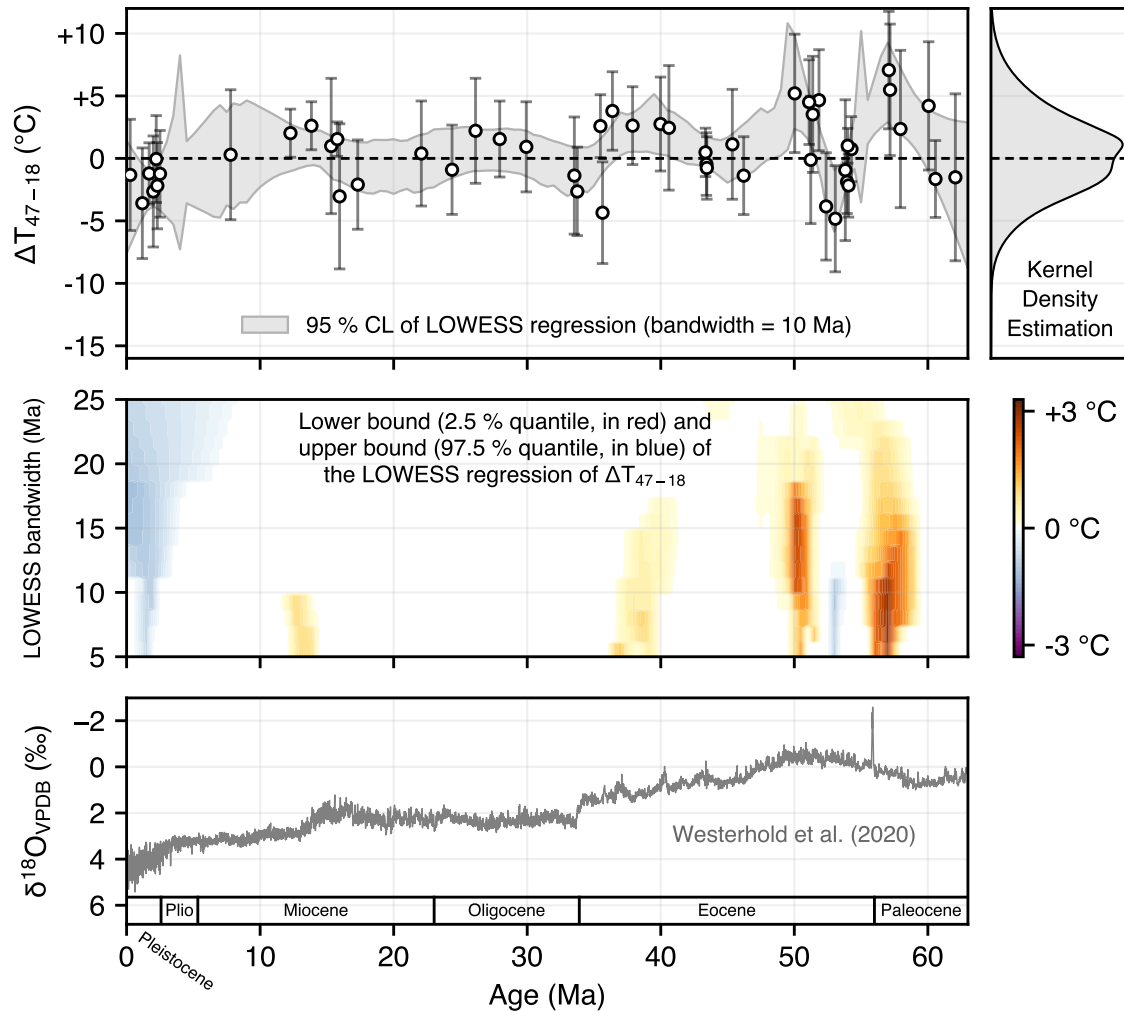 +10
+5
0
-5
-10
-15
ΔT47−18 (°C)
95 % CL of LOWESS regression (bandwidth = 10 Ma)
Kernel
Density
Estimation
25
20
15
10
5
LOWESS bandwidth (Ma)
Lower bound (2.5 % quantile, in red) and
upper bound (97.5 % quantile, in blue) of
the LOWESS regression of ΔT47−18
+3 °C
0 °C
-3 °C
−2
0
2
4
6
δ18OVPDB (‰)
Westerhold et al. (2020)
Plio
Miocene
Oligocene
Eocene
Paleocene
Pleistocene
0
10
20
30
40
50
60
Age (Ma)